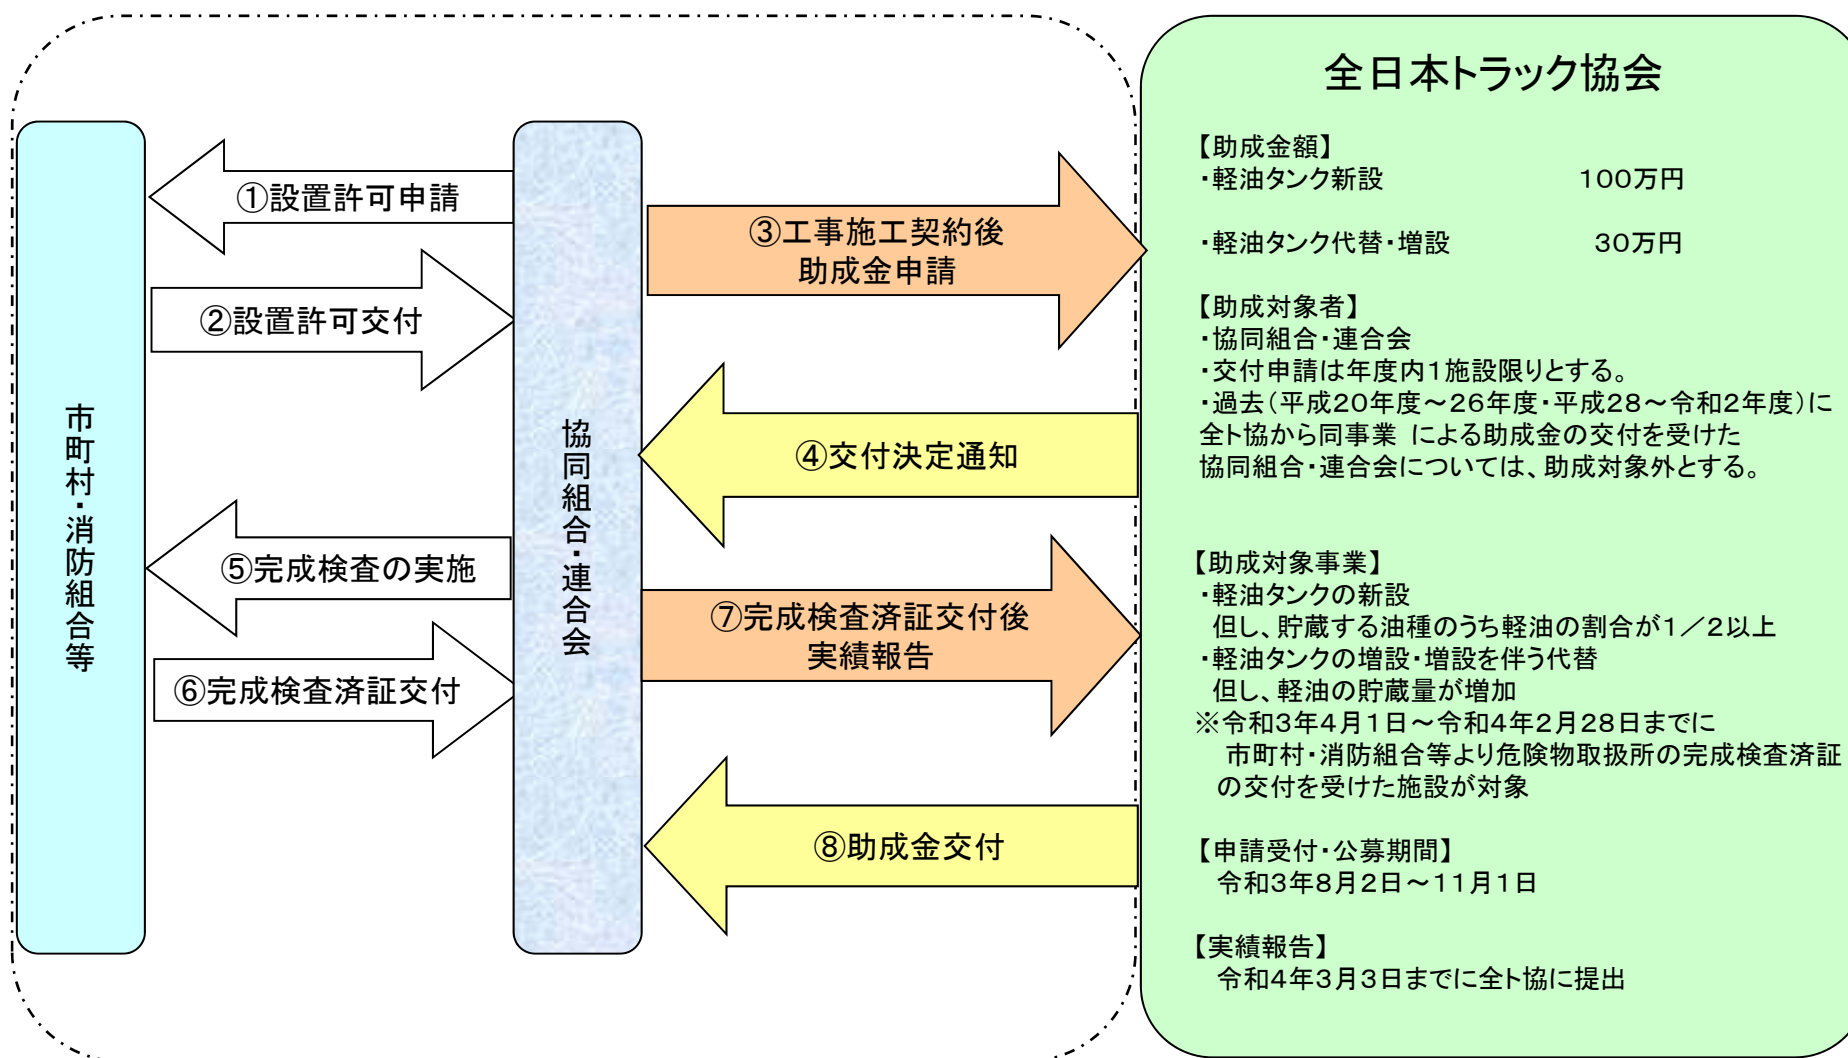 市町村・消防組合等
①設置許可申請
②設置許可交付
⑤完成検査の実施
⑥完成検査済証交付
協同組合・連合会
③工事施工契約後
助成金申請
④交付決定通知
⑦完成検査済証交付後
実績報告
⑧助成金交付
全日本トラック協会
【助成金額】
・軽油タンク新設 100万円
・軽油タンク代替・増設 30万円
【助成対象者】
・協同組合・連合会
・交付申請は年度内1施設限りとする。
・過去(平成20年度～26年度・平成28～令和2年度)に
全ト協から同事業 による助成金の交付を受けた
協同組合・連合会については、助成対象外とする。
【助成対象事業】
・軽油タンクの新設
但し、貯蔵する油種のうち軽油の割合が1／2以上
・軽油タンクの増設・増設を伴う代替
但し、軽油の貯蔵量が増加
※令和3年4月1日～令和4年2月28日までに
市町村・消防組合等より危険物取扱所の完成検査済証
の交付を受けた施設が対象
【申請受付・公募期間】
令和3年8月2日～11月1日
【実績報告】
令和4年3月3日までに全ト協に提出